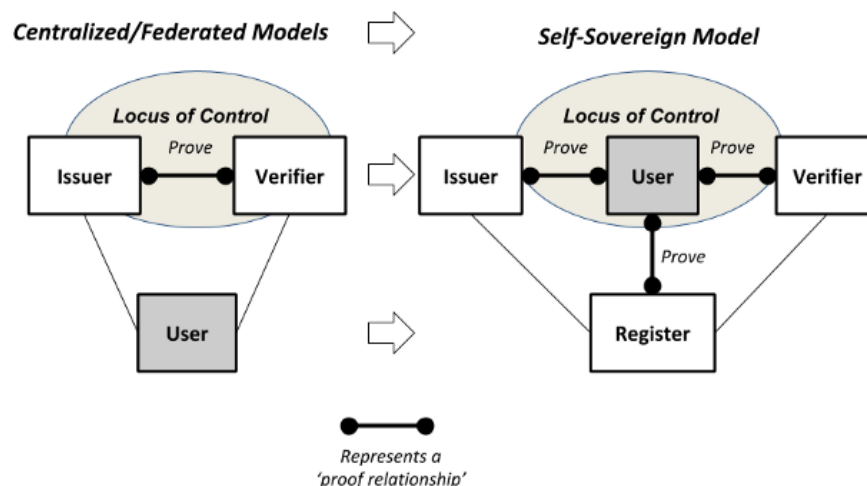 Centralized/Federated Models
Self-Sovereign Model
Locus of Control
Prove
Issuer
Verifier
User
Locus of Control
Prove
Prove
Issuer
User
Verifier
Prove
Register
Represents a
'proof relationship'